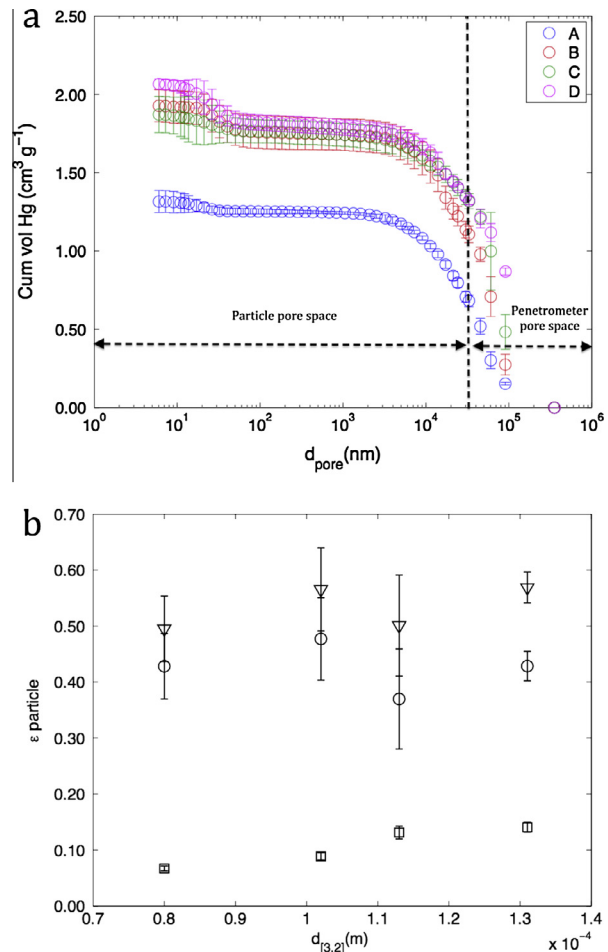 a
2.50
2.00
1.50
1.00
0.50
0.00
Cum vol Hg (cm³ g⁻¹)
A
B
C
D
Particle pore space
Penetrometer
pore space
10⁰ 10¹ 10² 10³ 10⁴ 10⁵ 10⁶
d_pore(nm)
b
0.70
0.60
0.50
0.40
0.30
0.20
0.10
0.00
ε particle
0.7 0.8 0.9 1 1.1 1.2 1.3 1.4
d_[3,2](m)
x 10⁻⁴